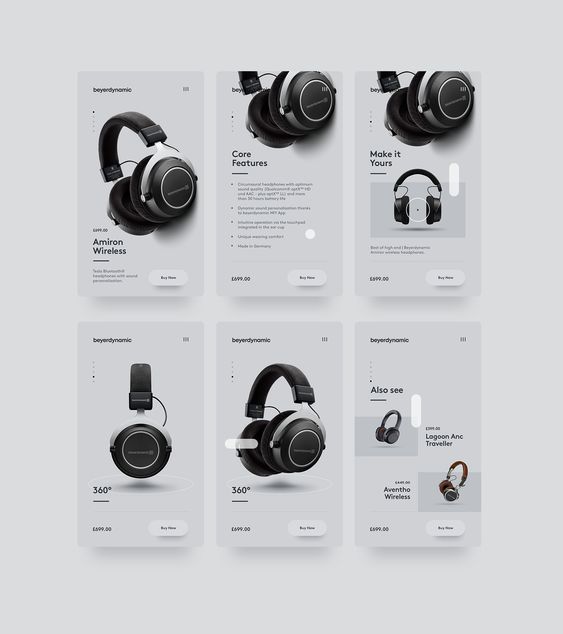 beyerdynamic
£699.00
Amiron
Wireless
Tesla Bluetooth®
headphones with sound
personalisation.
Buy Now
Core
Features
Circumaural headphones with optimum
sound quality (Qualcomm® aptX™ HD
und AAC - plus aptX™ LL) and more
than 30 hours battery life
Dynamic sound personalisation thanks
to beyerdynamic MIY App
Intuitive operation via the touchpad
integrated in the ear cup
Unique wearing comfort
Made in Germany
£699.00
Buy Now
Make it
Yours
Best of high end | Beyerdynamic
Amiron wireless headphones.
£699.00
Buy Now
beyerdynamic
360°
£699.00
Buy Now
beyerdynamic
360°
£699.00
Buy Now
beyerdynamic
Also see
£399.00
Lagoon Anc
Traveller
£449.00
Aventho
Wireless
£699.00
Buy Now